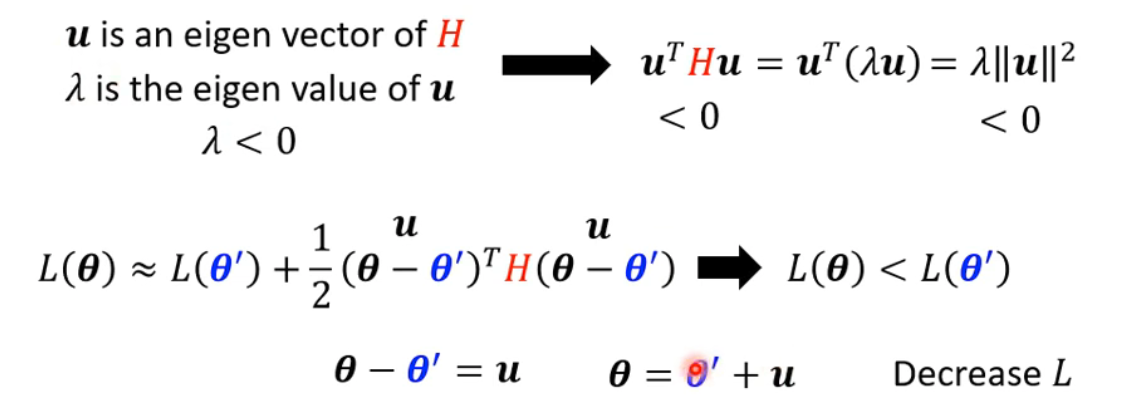 u is an eigen vector of H
λ is the eigen value of u
λ < 0
uᵀHu = uᵀ(λu) = λ‖u‖²
< 0 < 0
u u
L(θ) ≈ L(θ′) + 1/2 (θ − θ′)ᵀH(θ − θ′) L(θ) < L(θ′)
θ − θ′ = u θ = θ′ + u Decrease L